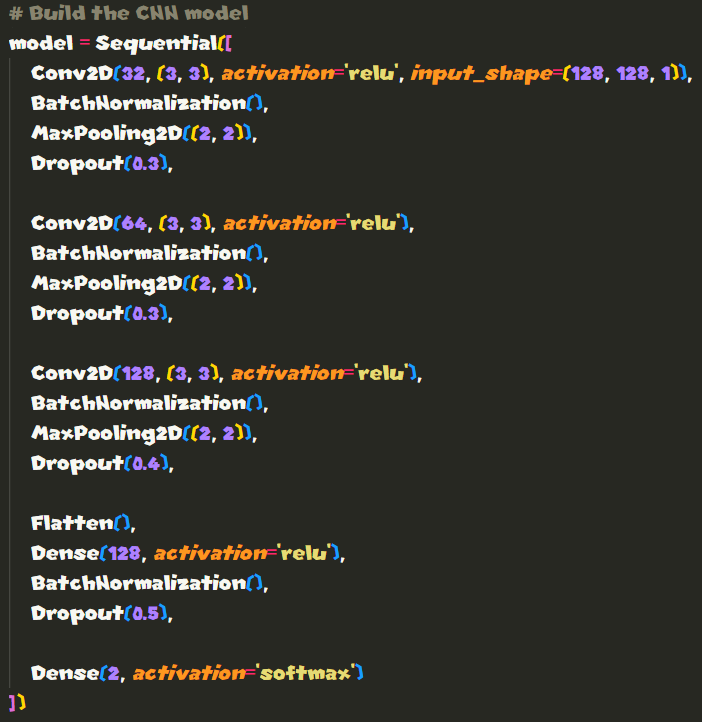 # Build the CNN model
model = Sequential([
    Conv2D(32, (3, 3), activation='relu', input_shape=(128, 128, 1)),
    BatchNormalization(),
    MaxPooling2D((2, 2)),
    Dropout(0.3),

    Conv2D(64, (3, 3), activation='relu'),
    BatchNormalization(),
    MaxPooling2D((2, 2)),
    Dropout(0.3),

    Conv2D(128, (3, 3), activation='relu'),
    BatchNormalization(),
    MaxPooling2D((2, 2)),
    Dropout(0.4),

    Flatten(),
    Dense(128, activation='relu'),
    BatchNormalization(),
    Dropout(0.5),

    Dense(2, activation='softmax')
])